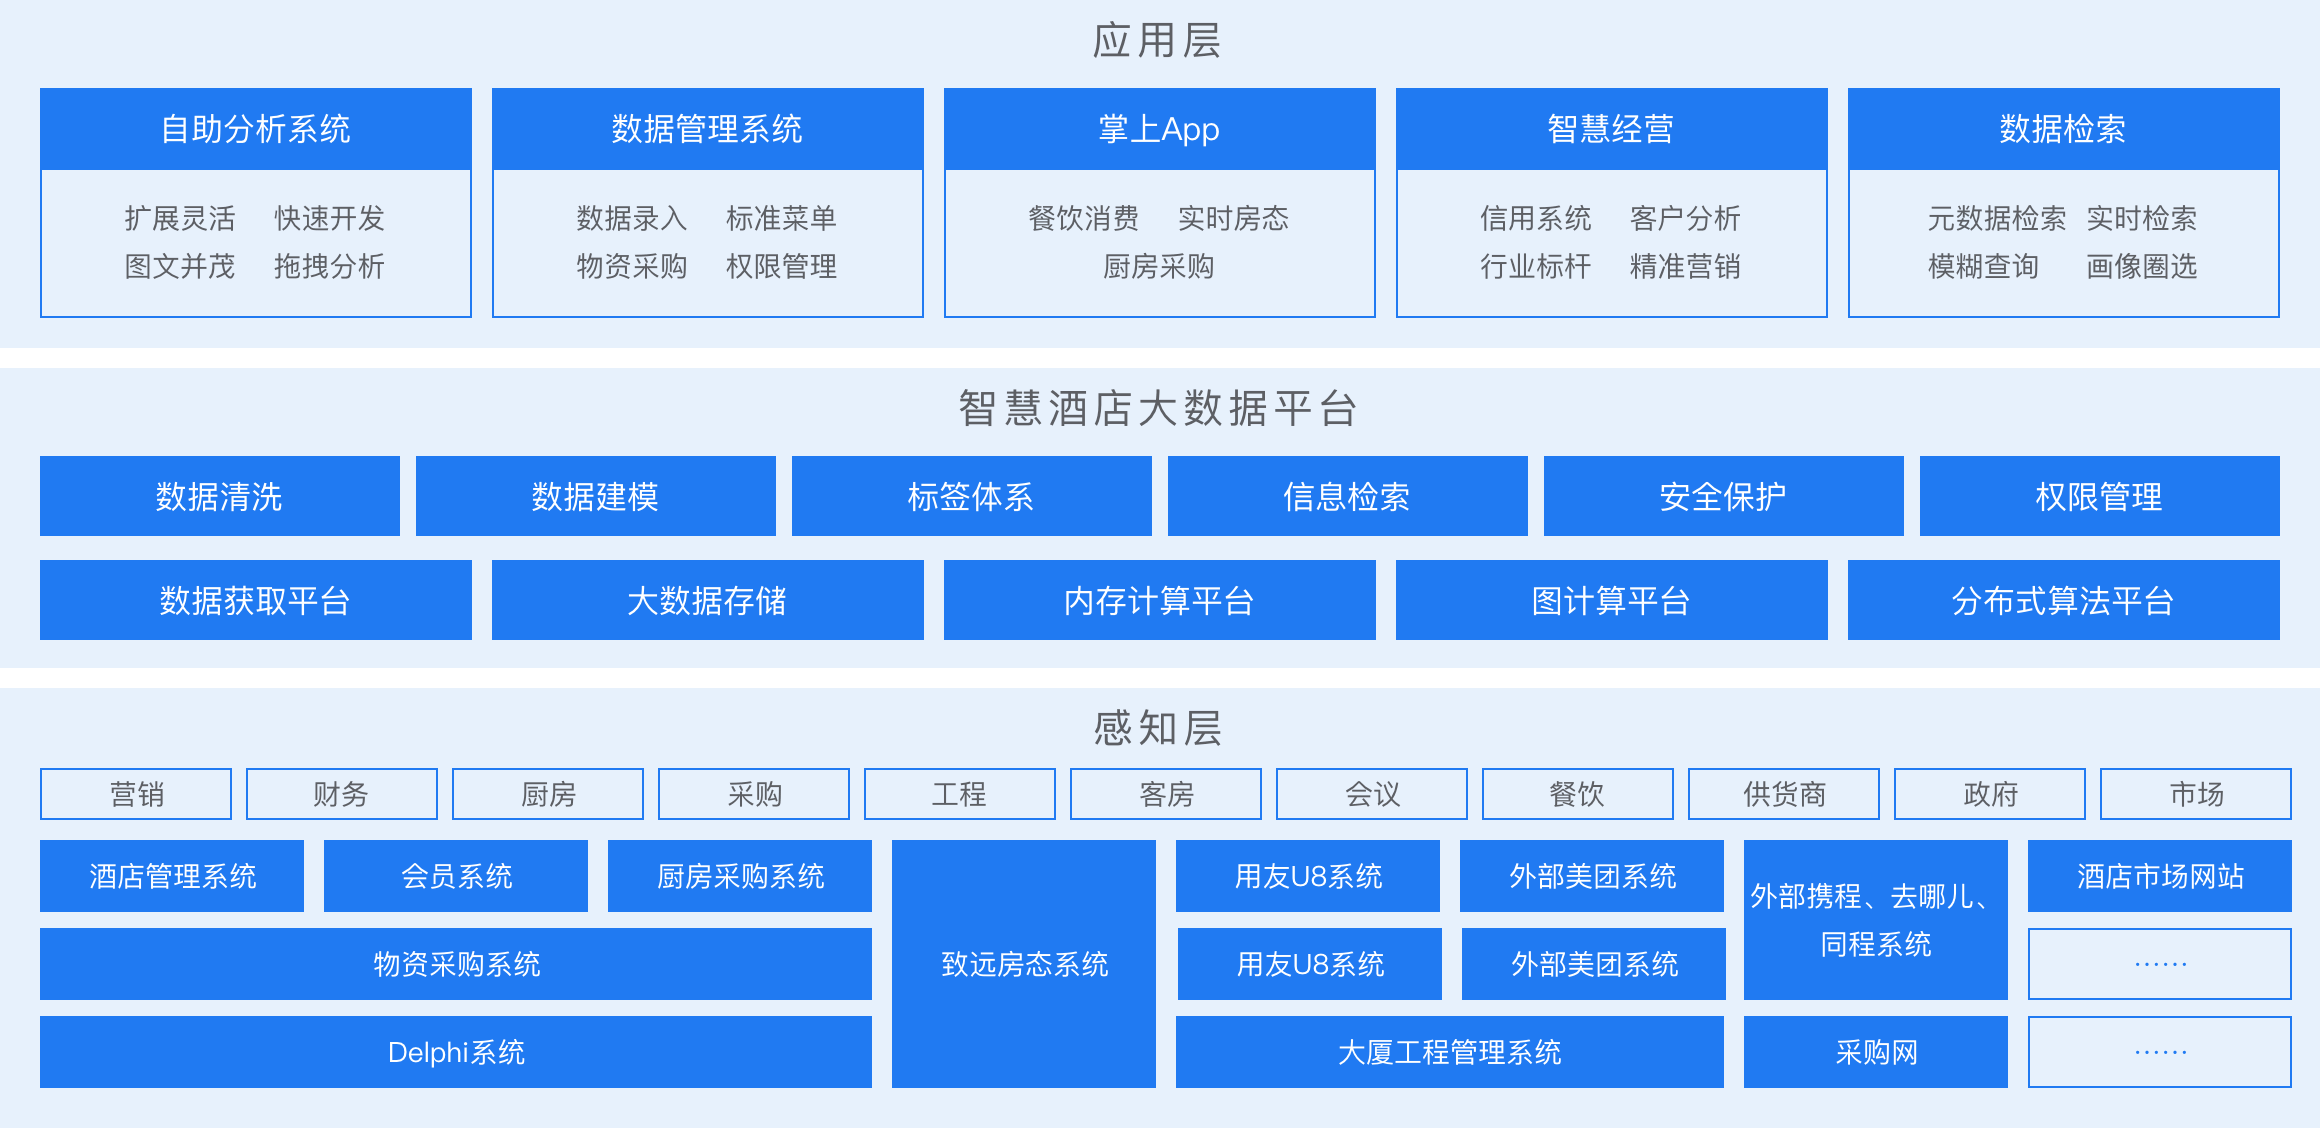 应用层
自助分析系统
扩展灵活 快速开发
图文并茂 拖拽分析
数据管理系统
数据录入 标准菜单
物资采购 权限管理
掌上App
餐饮消费 实时房态
厨房采购
智慧经营
信用系统 客户分析
行业标杆 精准营销
数据检索
元数据检索 实时检索
模糊查询 画像圈选
智慧酒店大数据平台
数据清洗
数据建模
标签体系
信息检索
安全保护
权限管理
数据获取平台
大数据存储
内存计算平台
图计算平台
分布式算法平台
感知层
营销
财务
厨房
采购
工程
客房
会议
餐饮
供货商
政府
市场
酒店管理系统
会员系统
厨房采购系统
物资采购系统
Delphi系统
致远房态系统
用友U8系统
外部美团系统
用友U8系统
外部美团系统
大厦工程管理系统
外部携程、去哪儿、
同程系统
采购网
酒店市场网站
……
……